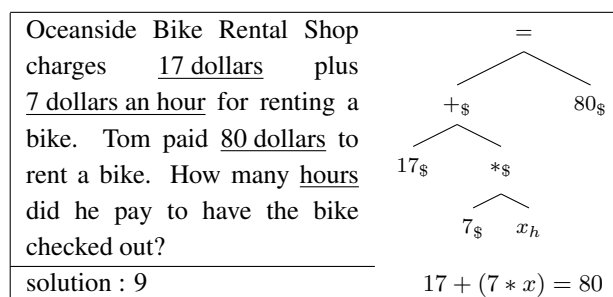 Oceanside Bike Rental Shop
charges 17 dollars plus
7 dollars an hour for renting a
bike. Tom paid 80 dollars to
rent a bike. How many hours
did he pay to have the bike
checked out?
solution : 9
=
+$ 80$
17$ *$
7$ xh
17 + (7 * x) = 80